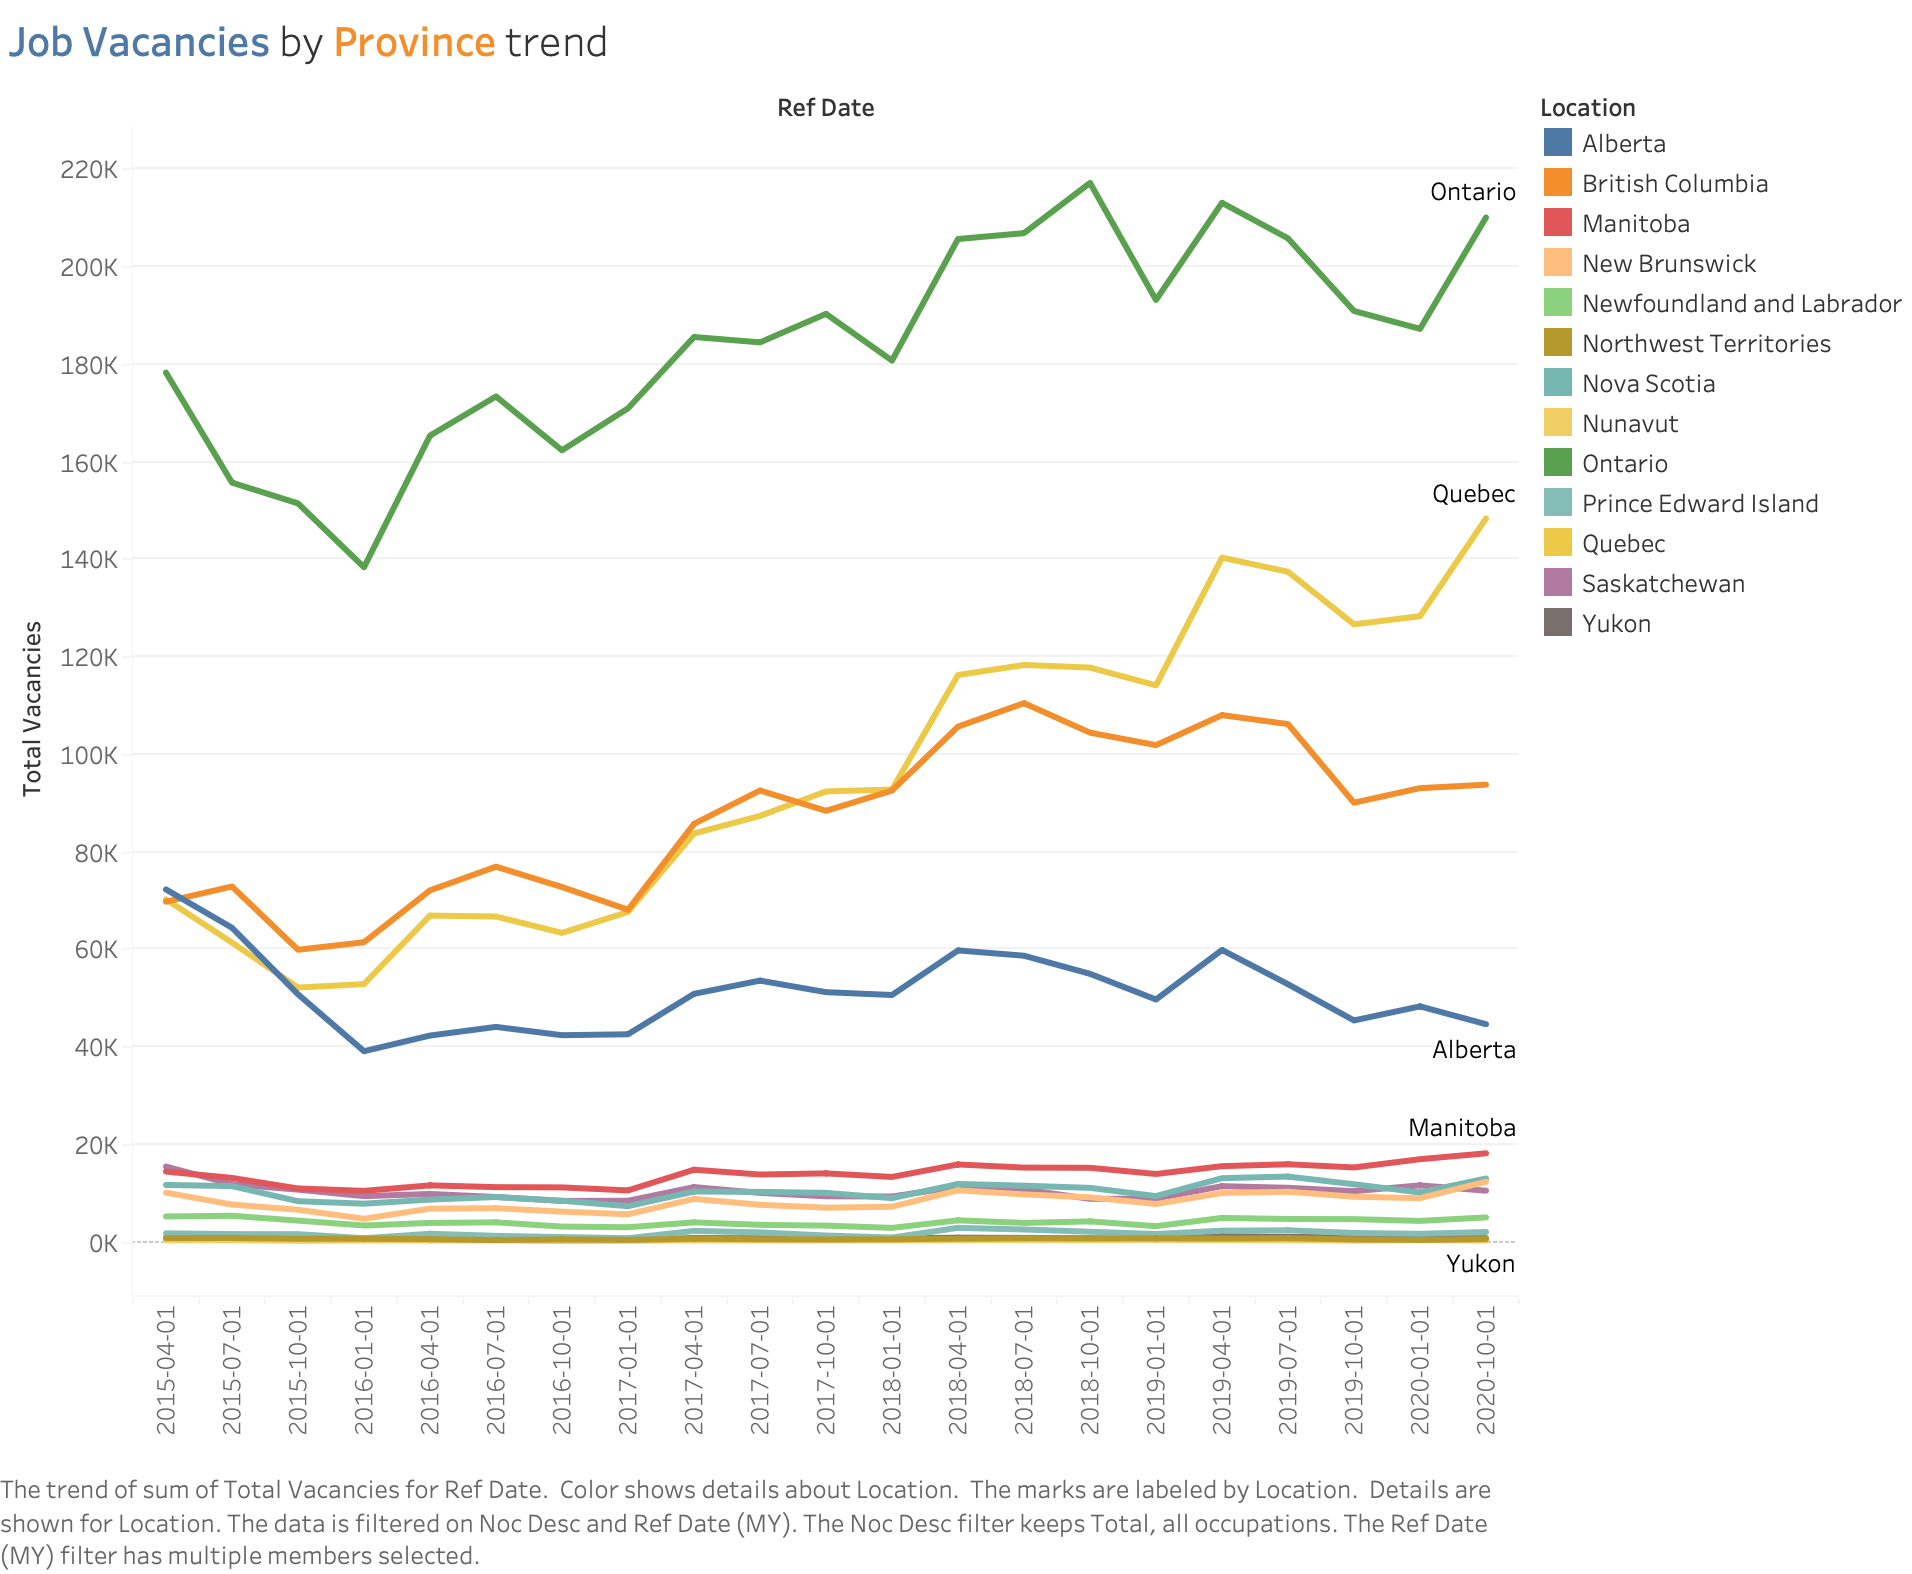 Job Vacancies by Province trend
Ref Date
Location
Alberta
British Columbia
Manitoba
New Brunswick
Newfoundland and Labrador
Northwest Territories
Nova Scotia
Nunavut
Ontario
Prince Edward Island
Quebec
Saskatchewan
Yukon
Total Vacancies
220K
200K
180K
160K
140K
120K
100K
80K
60K
40K
20K
0K
Ontario
Quebec
Alberta
Manitoba
Yukon
2015-04-01
2015-07-01
2015-10-01
2016-01-01
2016-04-01
2016-07-01
2016-10-01
2017-01-01
2017-04-01
2017-07-01
2017-10-01
2018-01-01
2018-04-01
2018-07-01
2018-10-01
2019-01-01
2019-04-01
2019-07-01
2019-10-01
2020-01-01
2020-10-01
The trend of sum of Total Vacancies for Ref Date.  Color shows details about Location.  The marks are labeled by Location.  Details are
shown for Location. The data is filtered on Noc Desc and Ref Date (MY). The Noc Desc filter keeps Total, all occupations. The Ref Date
(MY) filter has multiple members selected.